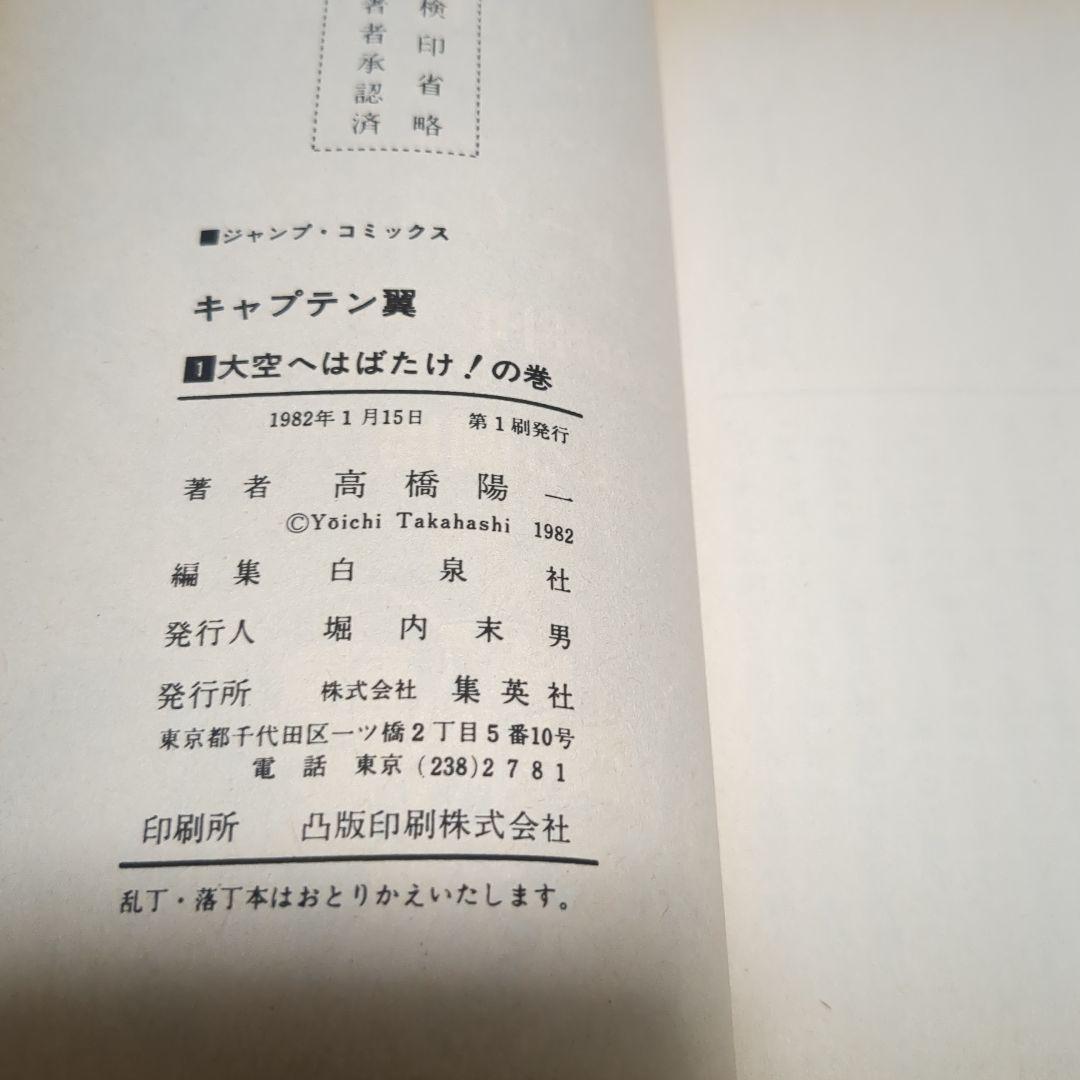 検印省略
著者承認済
■ジャンプ・コミックス
キャプテン翼
1大空へはばたけ！の巻
1982年1月15日 第1刷発行
著者 高橋陽一
©Yōichi Takahashi 1982
編集 白泉社
発行人 堀内末男
発行所 株式会社 集英社
東京都千代田区一ツ橋2丁目5番10号
電話 東京(238)2781
印刷所 凸版印刷株式会社
乱丁・落丁本はおとりかえいたします。